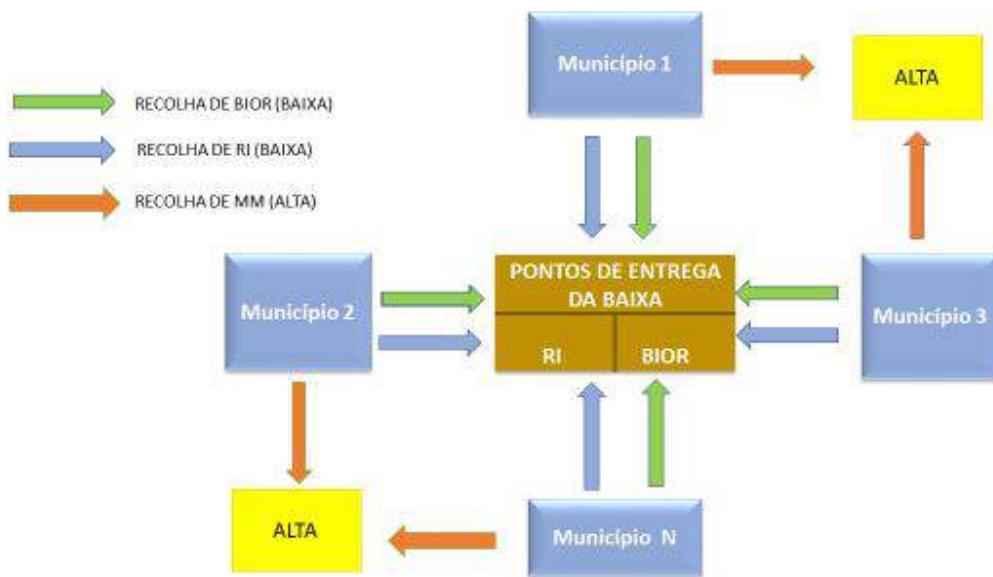 Município 1
ALTA
RECOLHA DE BIOR (BAIXA)
RECOLHA DE RI (BAIXA)
RECOLHA DE MM (ALTA)
Município 2
PONTOS DE ENTREGA
DA BAIXA
RI
BIOR
Município 3
ALTA
Município N